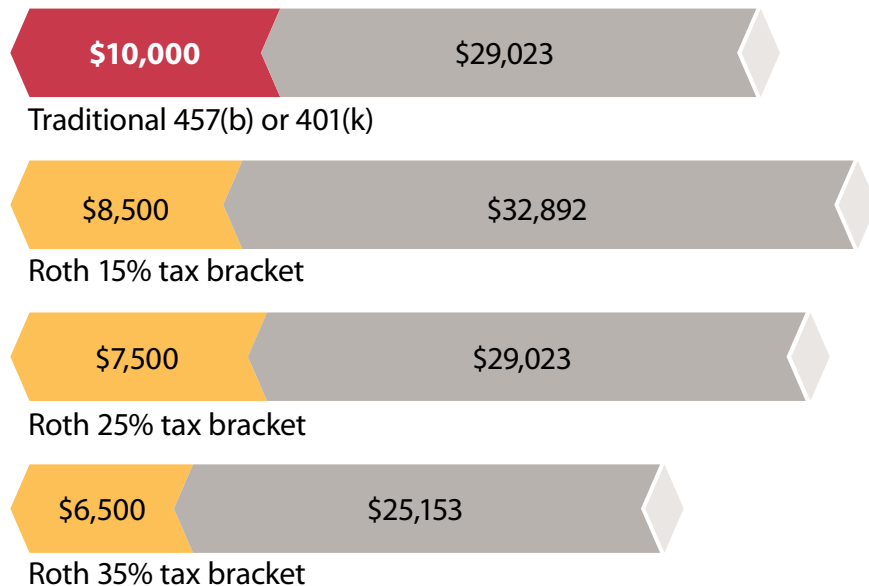 $10,000 $29,023
Traditional 457(b) or 401(k)
$8,500 $32,892
Roth 15% tax bracket
$7,500 $29,023
Roth 25% tax bracket
$6,500 $25,153
Roth 35% tax bracket